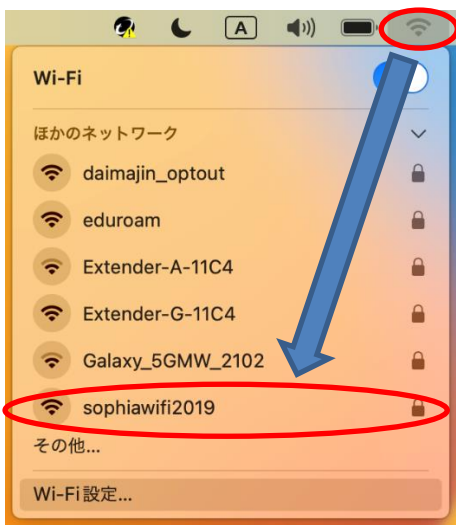 A
Wi-Fi
ほかのネットワーク
daimajin_optout
eduroam
Extender-A-11C4
Extender-G-11C4
Galaxy_5GMW_2102
sophiawifi2019
その他...
Wi-Fi設定...